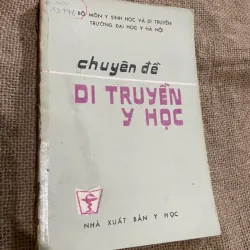 BỘ MÔN Y SINH HỌC VÀ DI TRUYỀN
TRƯỜNG ĐẠI HỌC Y HÀ NỘI
chuyên đề
DI TRUYỀN
Y HỌC
NHÀ XUẤT BẢN Y HỌC